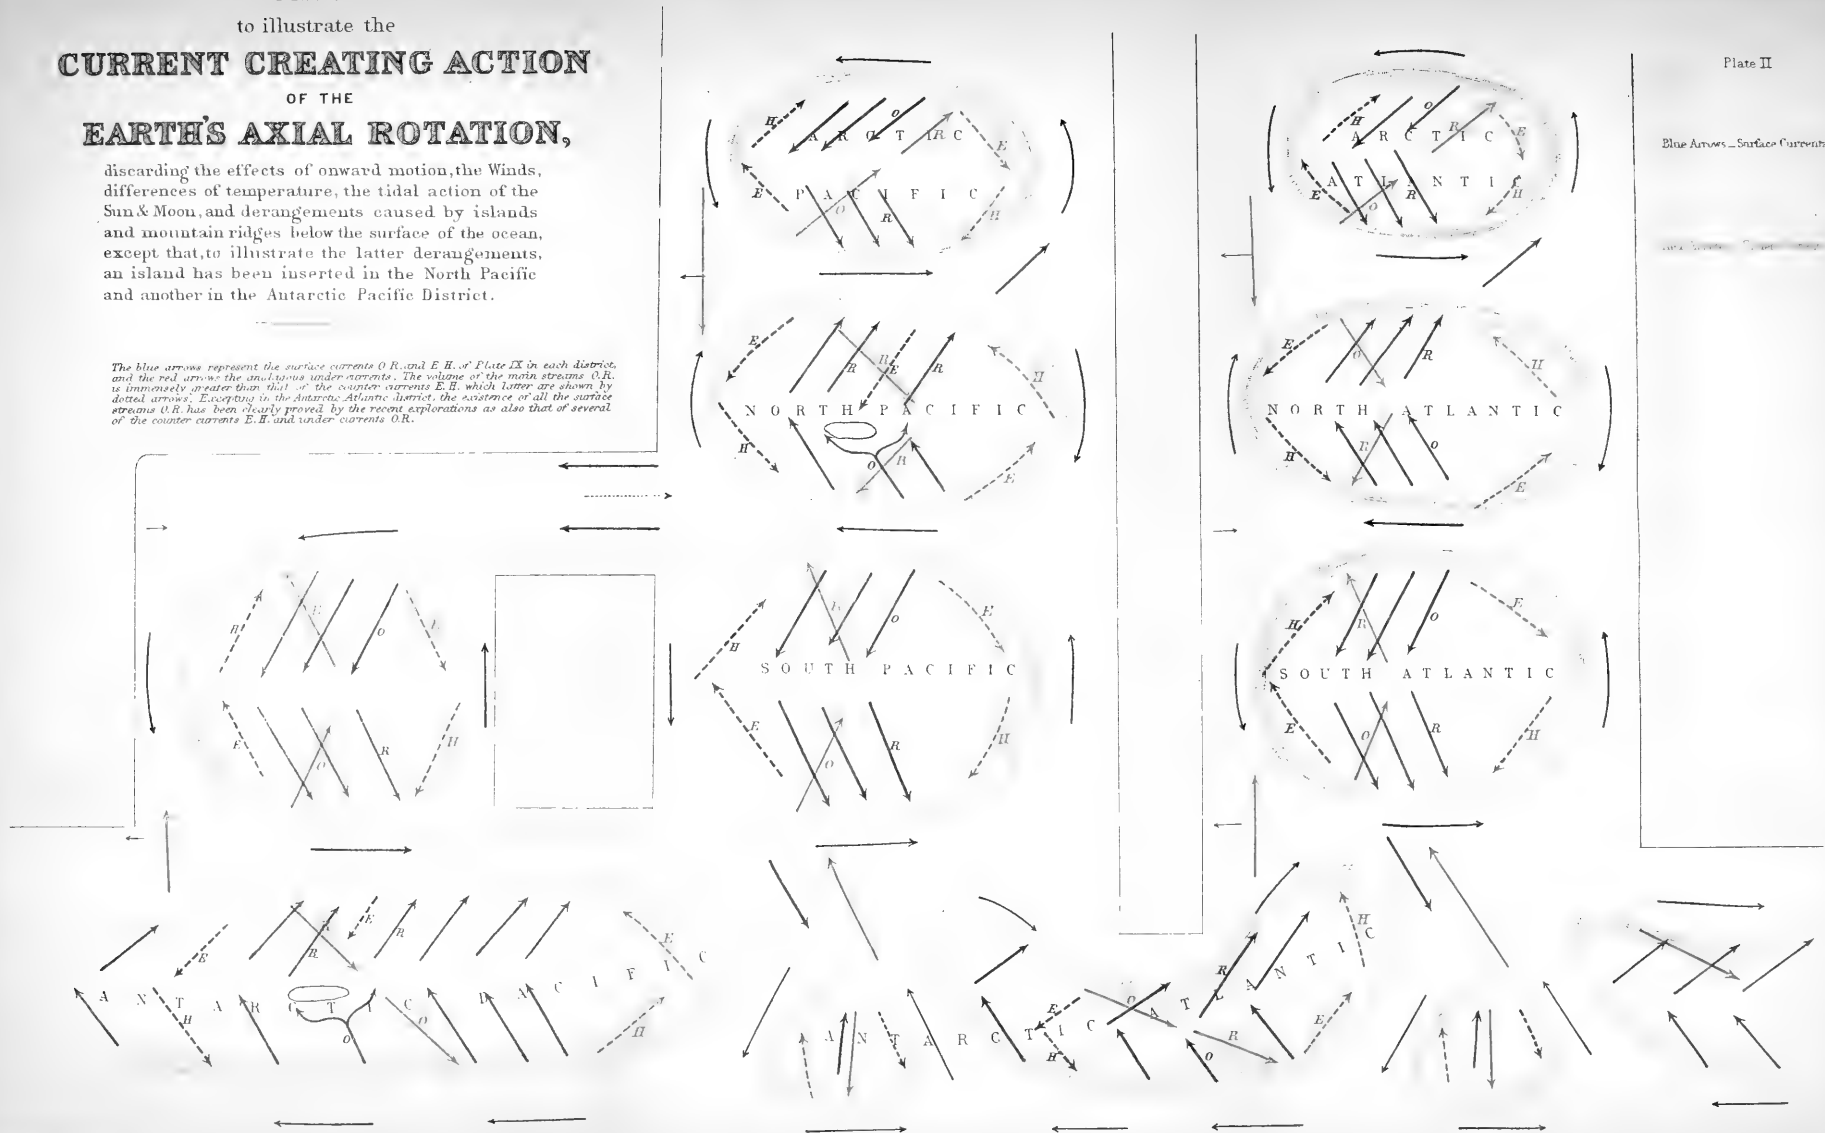 to illustrate the
CURRENT CREATING ACTION
OF THE
EARTH'S AXIAL ROTATION,
discarding the effects of onward motion, the Winds,
differences of temperature, the tidal action of the
Sun & Moon, and derangements caused by islands
and mountain ridges below the surface of the ocean,
except that, to illustrate the latter derangements,
an island has been inserted in the North Pacific
and another in the Antarctic Pacific District.
The blue arrows represent the surface currents O.R. and E.H. of Plate IX in each district,
and the red arrows the analogous under currents. The volume of the main streams O.R.
is immensely greater than that of the counter currents E.H. which latter are shown by
dotted arrows. Excepting in the Antarctic Atlantic district, the existence of all the surface
streams O.R. has been clearly proved by the recent explorations as also that of several
of the counter currents E.H. and under currents O.R.
Plate II
Blue Arrows _ Surface Currents
ARCTIC
PACIFIC
ARCTIC
ATLANTIC
NORTH PACIFIC
NORTH ATLANTIC
SOUTH PACIFIC
SOUTH ATLANTIC
ANTARCTIC PACIFIC
ANTARCTIC ATLANTIC